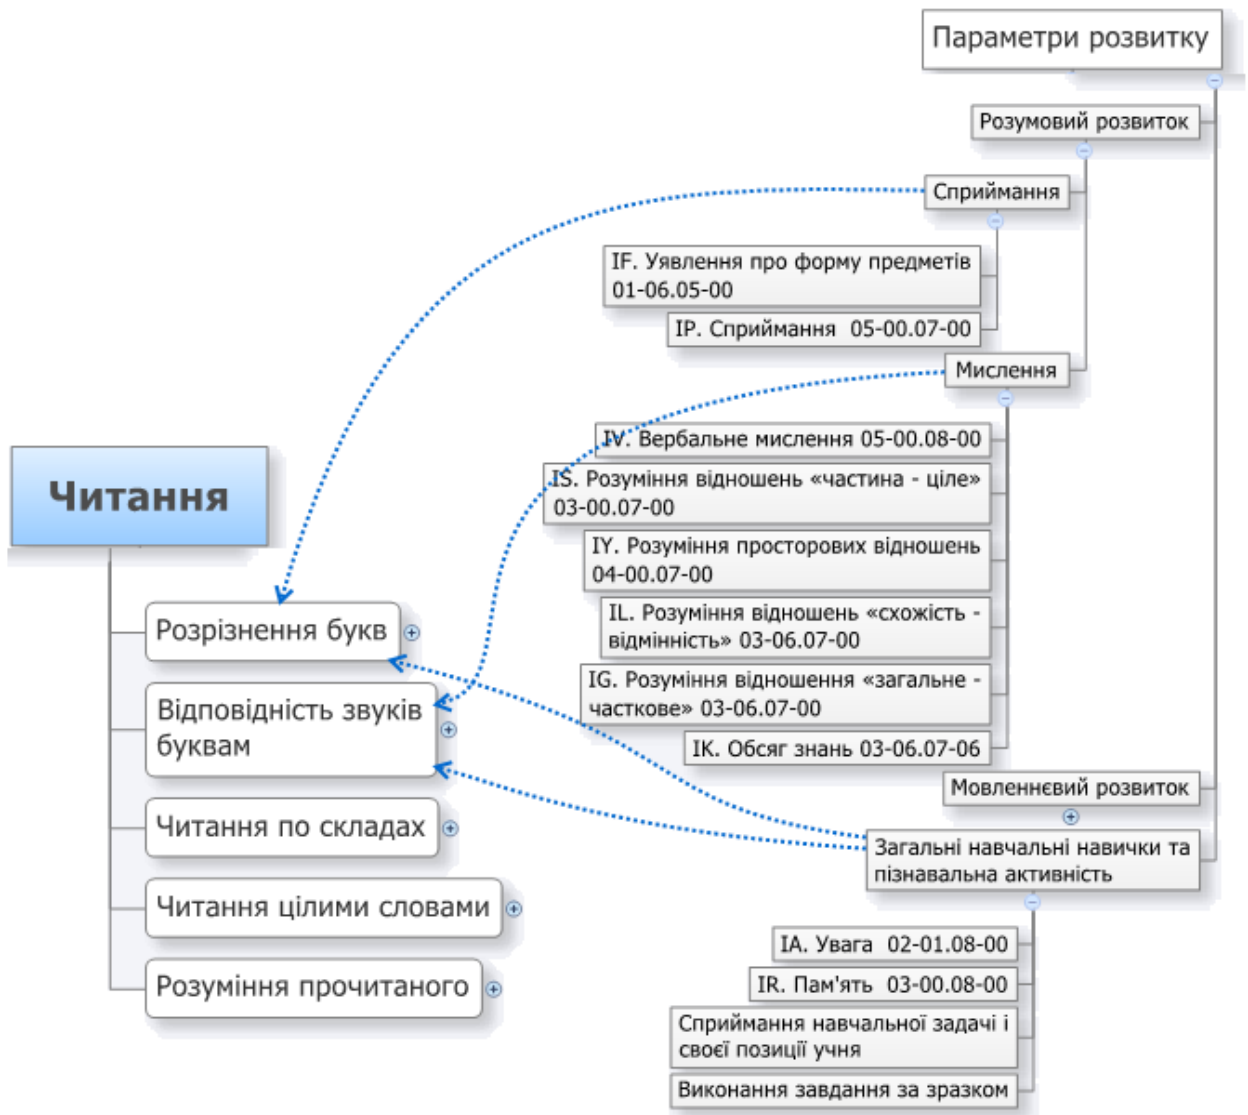 Параметри розвитку
Розумовий розвиток
Сприймання
IF. Уявлення про форму предметів
01-06.05-00
IP. Сприймання 05-00.07-00
Мислення
IV. Вербальне мислення 05-00.08-00
IS. Розуміння відношень «частина - ціле»
03-00.07-00
IY. Розуміння просторових відношень
04-00.07-00
IL. Розуміння відношень «схожість -
відмінність» 03-06.07-00
IG. Розуміння відношення «загальне -
часткове» 03-06.07-00
IK. Обсяг знань 03-06.07-06
Мовленнєвий розвиток
Загальні навчальні навички та
пізнавальна активність
IA. Увага 02-01.08-00
IR. Пам'ять 03-00.08-00
Сприймання навчальної задачі і
своєї позиції учня
Виконання завдання за зразком
Читання
Розрізнення букв
Відповідність звуків
буквам
Читання по складах
Читання цілими словами
Розуміння прочитаного